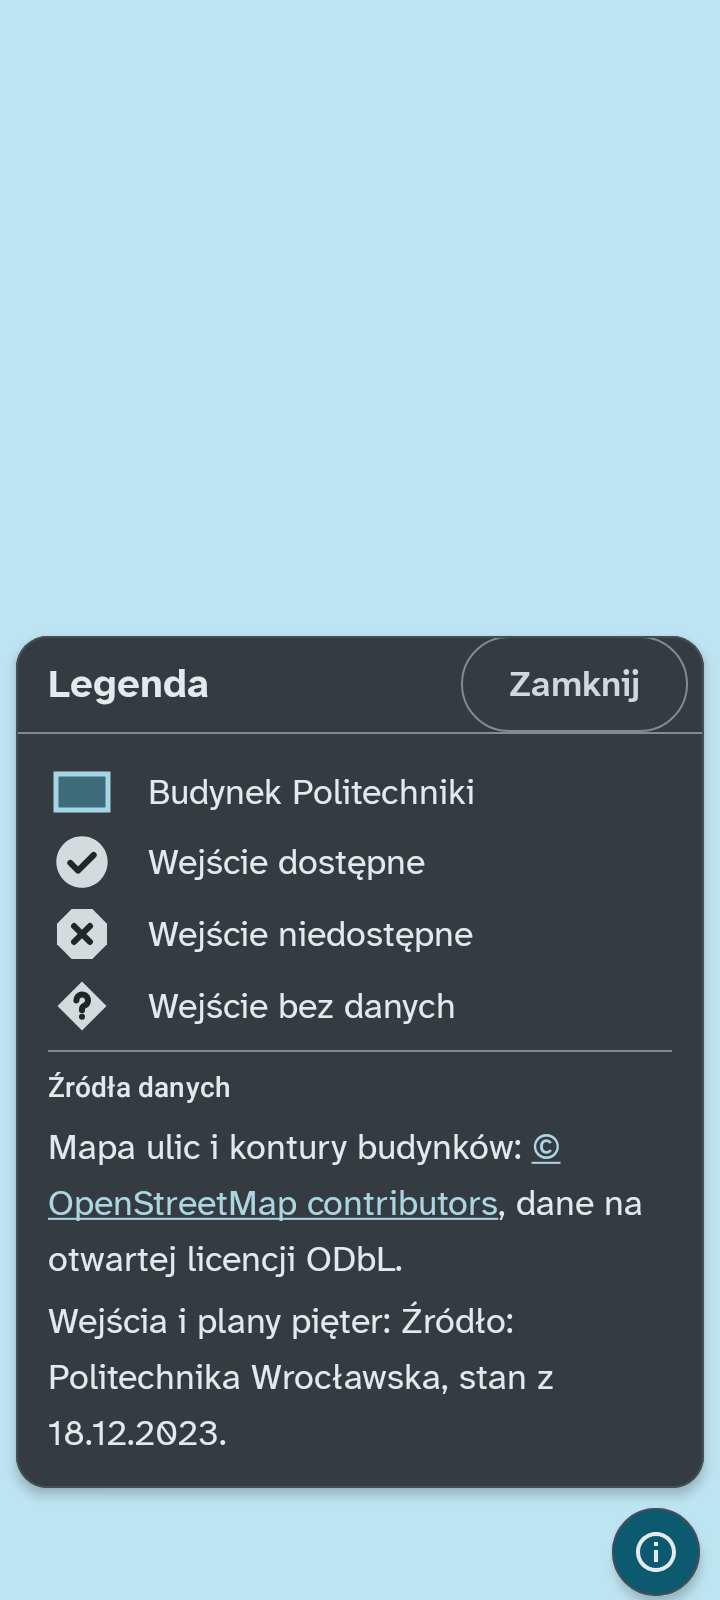 Legenda
Zamknij
Budynek Politechniki
Wejście dostępne
Wejście niedostępne
Wejście bez danych
Źródła danych
Mapa ulic i kontury budynków: ©
OpenStreetMap contributors, dane na
otwartej licencji ODbL.
Wejścia i plany pięter: Źródło:
Politechnika Wrocławska, stan z
18.12.2023.